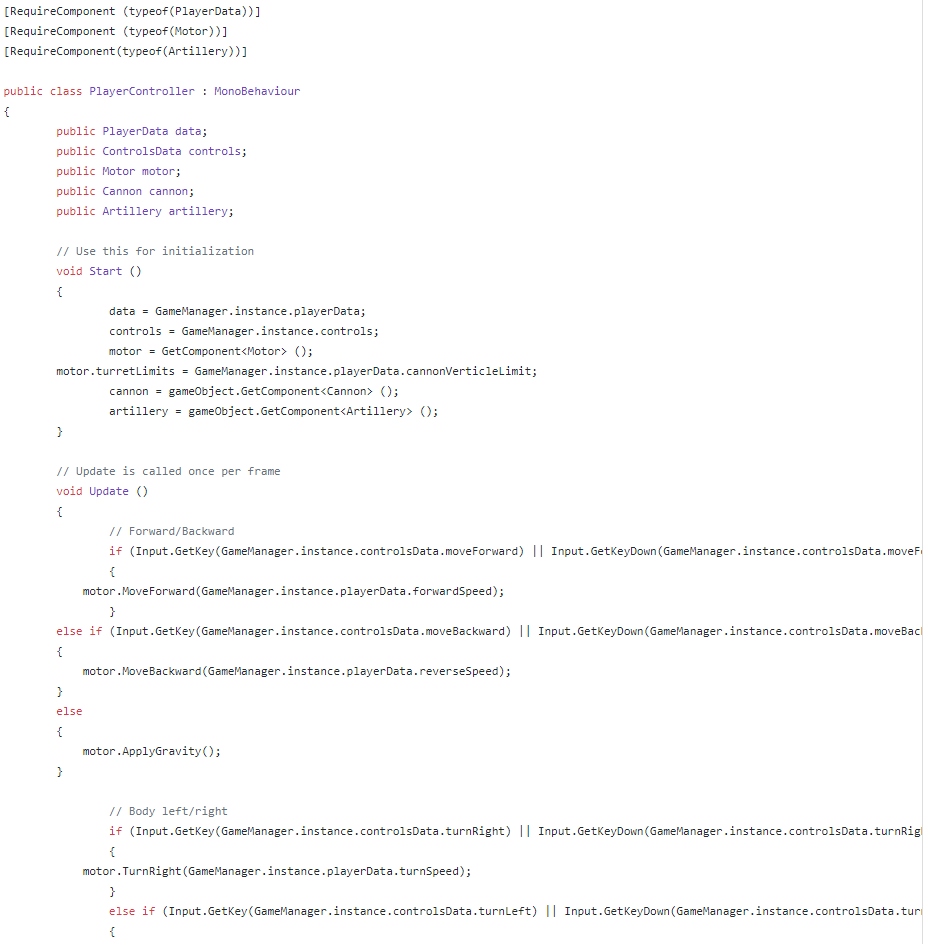 [RequireComponent (typeof(PlayerData))]
[RequireComponent (typeof(Motor))]
[RequireComponent(typeof(Artillery))]
public class PlayerController : MonoBehaviour
{
public PlayerData data;
public ControlsData controls;
public Motor motor;
public Cannon cannon;
public Artillery artillery;
// Use this for initialization
void Start ()
{
data = GameManager.instance.playerData;
controls = GameManager.instance.controls;
motor = GetComponent<Motor> ();
motor.turretLimits = GameManager.instance.playerData.cannonVerticleLimit;
cannon = gameObject.GetComponent<Cannon> ();
artillery = gameObject.GetComponent<Artillery> ();
}
// Update is called once per frame
void Update ()
{
// Forward/Backward
if (Input.GetKey(GameManager.instance.controlsData.moveForward) || Input.GetKeyDown(GameManager.instance.controlsData.moveF
{
motor.MoveForward(GameManager.instance.playerData.forwardSpeed);
}
else if (Input.GetKey(GameManager.instance.controlsData.moveBackward) || Input.GetKeyDown(GameManager.instance.controlsData.moveBac
{
motor.MoveBackward(GameManager.instance.playerData.reverseSpeed);
}
else
{
motor.ApplyGravity();
}
// Body left/right
if (Input.GetKey(GameManager.instance.controlsData.turnRight) || Input.GetKeyDown(GameManager.instance.controlsData.turnRig
{
motor.TurnRight(GameManager.instance.playerData.turnSpeed);
}
else if (Input.GetKey(GameManager.instance.controlsData.turnLeft) || Input.GetKeyDown(GameManager.instance.controlsData.tur
{